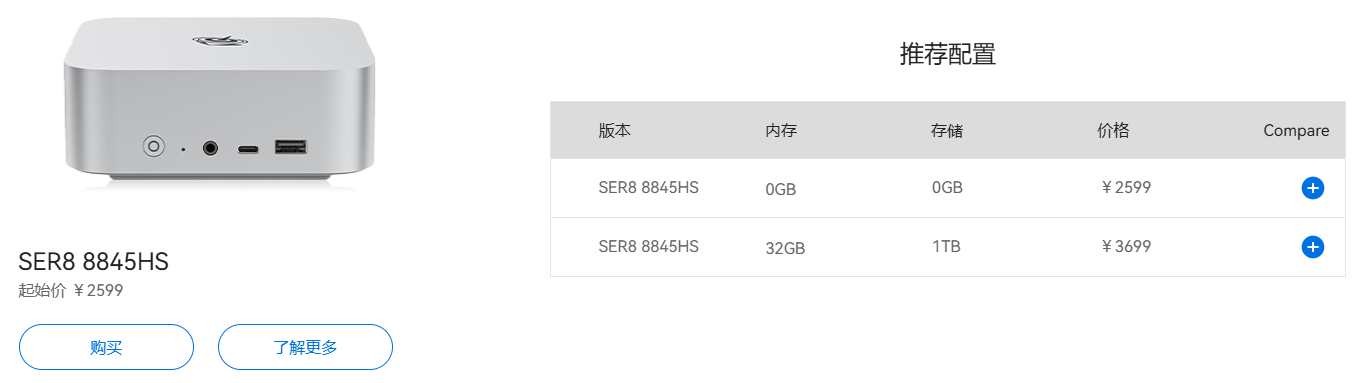 SER8 8845HS
起始价 ￥2599
购买
了解更多
推荐配置
版本 内存 存储 价格 Compare
SER8 8845HS 0GB 0GB ￥2599
SER8 8845HS 32GB 1TB ￥3699